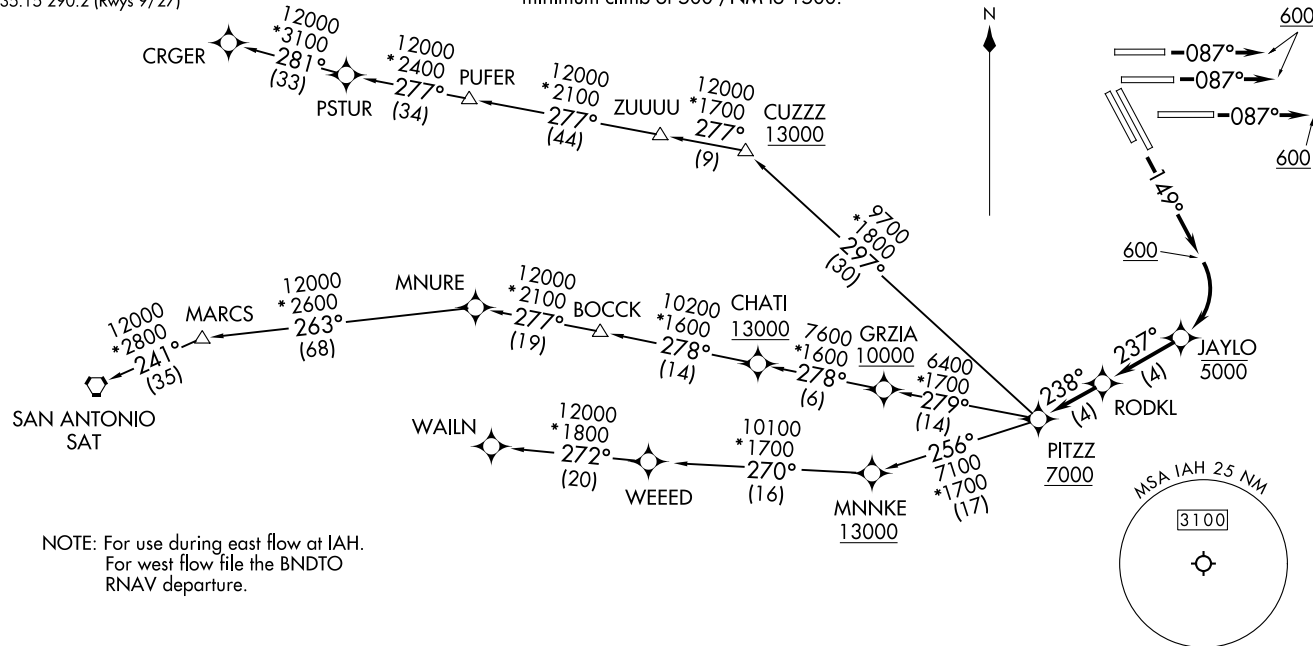 35.15 290.2 (Rwys 9/27)
minimum climb of 500'/NM to 1500.
CRGER
12000
*3100
281°
(33)
PSTUR
12000
*2400
277°
(34)
PUFER
12000
*2100
277°
(44)
ZUUUU
12000
*1700
277°
(9)
CUZZZ
13000
N
600
087°
087°
087°
600
149°
600
9700
*1800
297°
(30)
SAN ANTONIO
SAT
12000
*2800
241°
(35)
MARCS
12000
*2600
263°
(68)
MNURE
12000
*2100
277°
(19)
BOCCK
10200
*1600
278°
(14)
CHATI
13000
7600
*1600
278°
(6)
GRZIA
10000
6400
*1700
279°
(14)
237°
(4)
JAYLO
5000
238°
(4)
RODKL
PITZZ
7000
WAILN
12000
*1800
272°
(20)
WEEED
10100
*1700
270°
(16)
MNNKE
13000
256°
7100
*1700
(17)
MSA IAH 25 NM
3100
NOTE: For use during east flow at IAH.
For west flow file the BNDTO
RNAV departure.